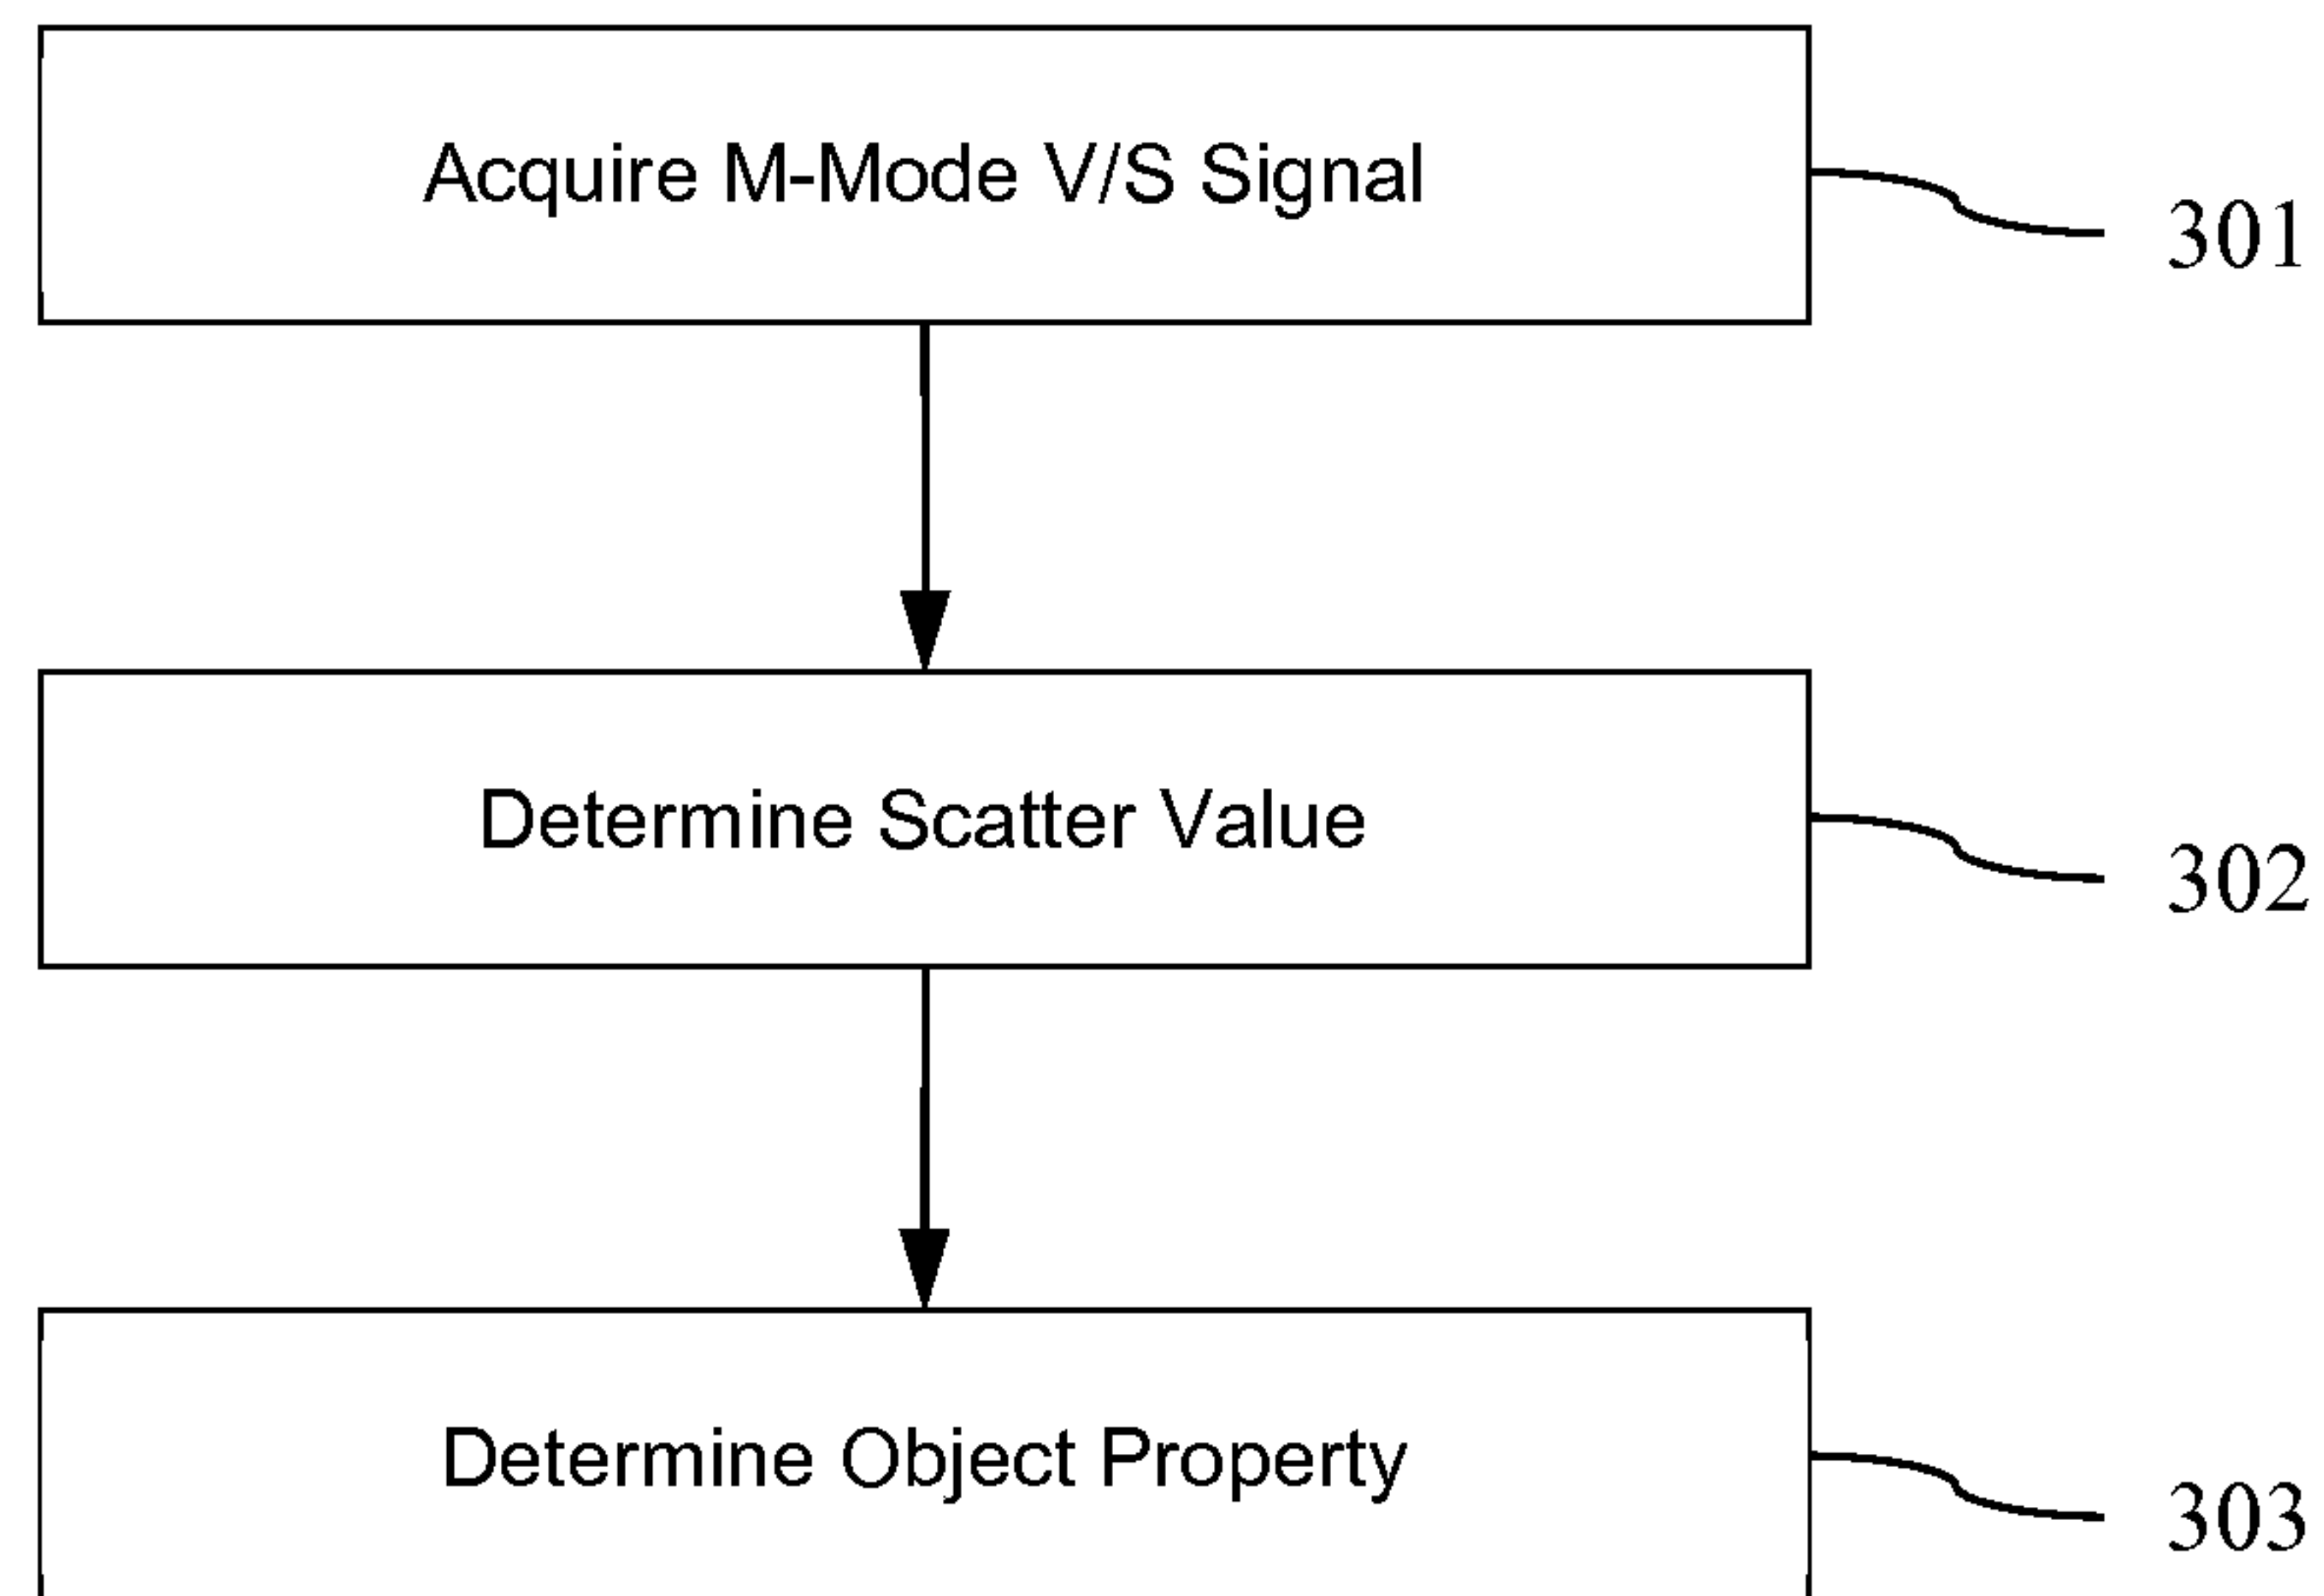 Acquire M-Mode V/S Signal
301
Determine Scatter Value
302
Determine Object Property
303